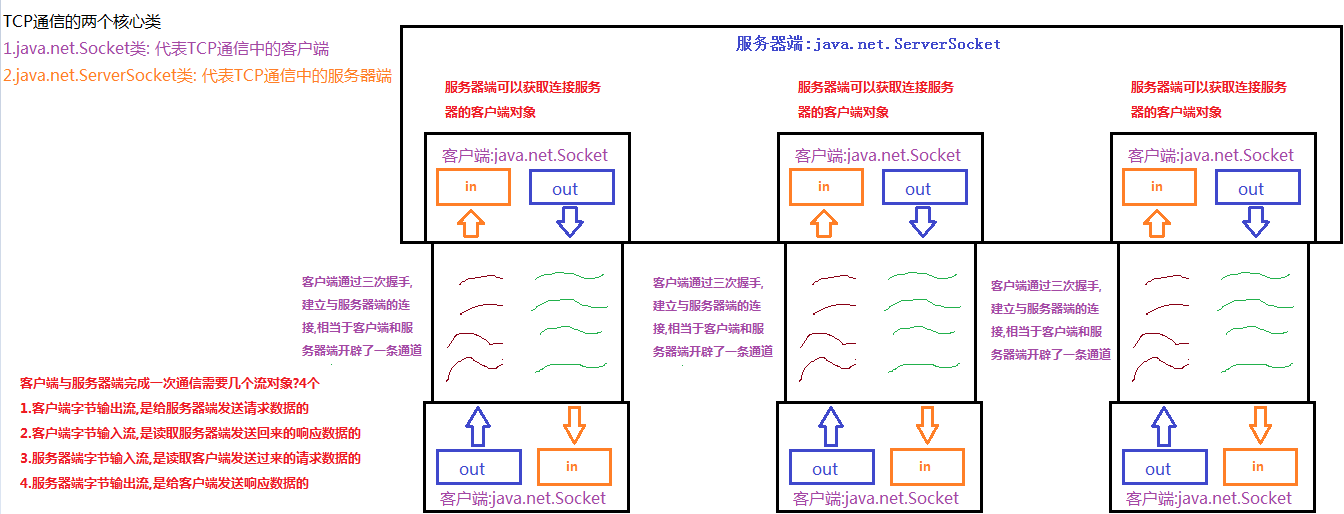 TCP通信的两个核心类
1.java.net.Socket类: 代表TCP通信中的客户端
2.java.net.ServerSocket类: 代表TCP通信中的服务器端
服务器端:java.net.ServerSocket
服务器端可以获取连接服务
器的客户端对象
客户端:java.net.Socket
in
out
服务器端可以获取连接服务
器的客户端对象
客户端:java.net.Socket
in
out
服务器端可以获取连接服务
器的客户端对象
客户端:java.net.Socket
in
out
客户端通过三次握手,
建立与服务器端的连
接,相当于客户端和服
务器端开辟了一条通道
客户端通过三次握手,
建立与服务器端的连
接,相当于客户端和服
务器端开辟了一条通道
客户端通过三次握手,
建立与服务器端的连
接,相当于客户端和服
务器端开辟了一条通道
客户端与服务器端完成一次通信需要几个流对象?4个
1.客户端字节输出流,是给服务器端发送请求数据的
2.客户端字节输入流,是读取服务器端发送回来的响应数据的
3.服务器端字节输入流,是读取客户端发送过来的请求数据的
4.服务器端字节输出流,是给客户端发送响应数据的
out
in
客户端:java.net.Socket
out
in
客户端:java.net.Socket
out
in
客户端:java.net.Socket